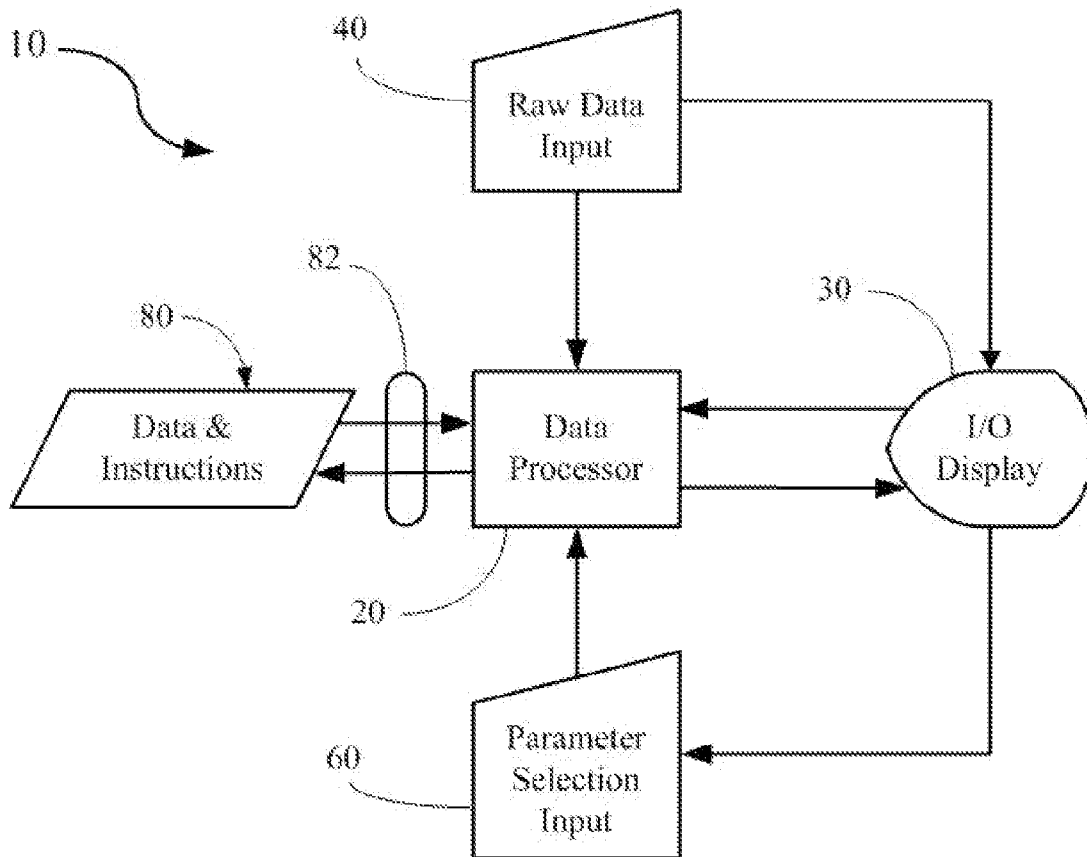 10
40
Raw Data
Input
82
30
80
Data &
Instructions
Data
Processor
I/O
Display
20
60
Parameter
Selection
Input